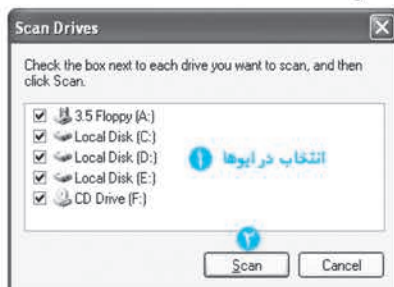 Scan Drives
Check the box next to each drive you want to scan, and then
click Scan.
3.5 Floppy (A:)
Local Disk (C:)
Local Disk (D:)
۱ انتخاب درایوها
Local Disk (E:)
CD Drive (F:)
۲
Scan
Cancel